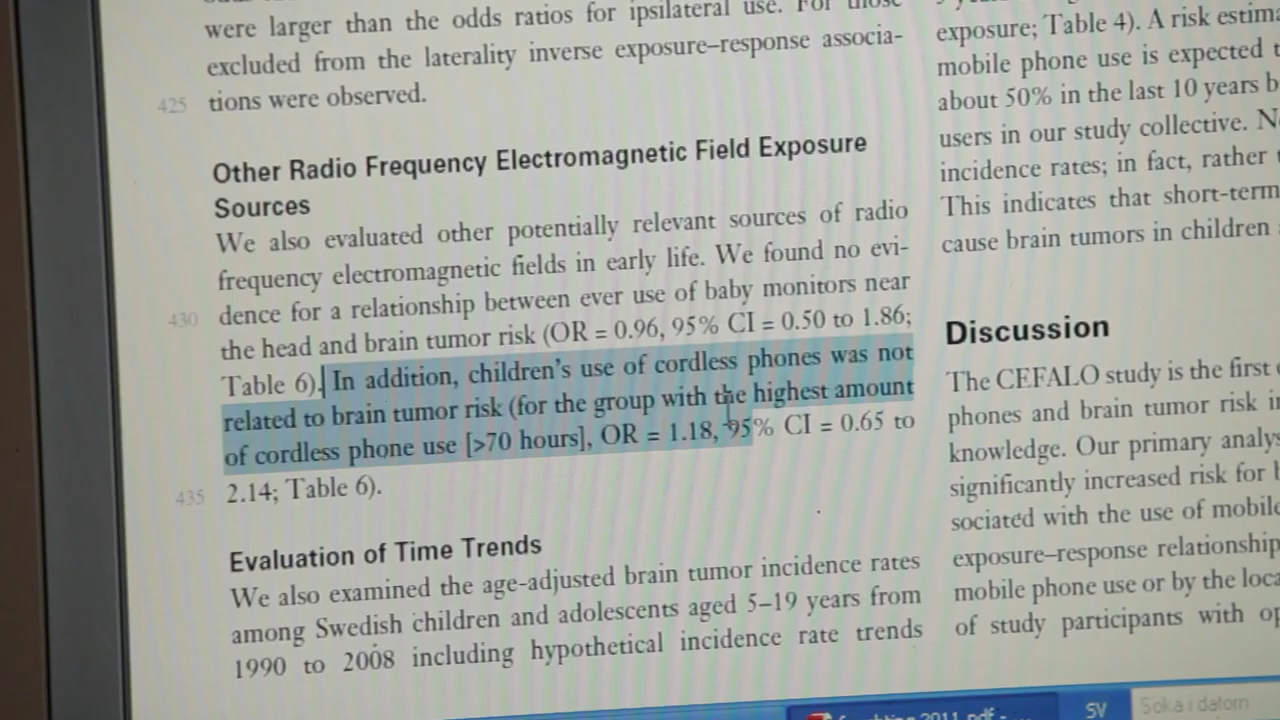 were larger than the odds ratios for ipsilateral use. For those
excluded from the laterality inverse exposure–response associa-
425 tions were observed.
Other Radio Frequency Electromagnetic Field Exposure
Sources
We also evaluated other potentially relevant sources of radio
frequency electromagnetic fields in early life. We found no evi-
430 dence for a relationship between ever use of baby monitors near
the head and brain tumor risk (OR = 0.96, 95% CI = 0.50 to 1.86;
Table 6). In addition, children's use of cordless phones was not
related to brain tumor risk (for the group with the highest amount
of cordless phone use [>70 hours], OR = 1.18, 95% CI = 0.65 to
435 2.14; Table 6).
Evaluation of Time Trends
We also examined the age-adjusted brain tumor incidence rates
among Swedish children and adolescents aged 5–19 years from
1990 to 2008 including hypothetical incidence rate trends
exposure; Table 4). A risk estima
mobile phone use is expected t
about 50% in the last 10 years b
users in our study collective. N
incidence rates; in fact, rather
This indicates that short-term
cause brain tumors in children
Discussion
The CEFALO study is the first
phones and brain tumor risk in
knowledge. Our primary analys
significantly increased risk for
sociated with the use of mobile
exposure–response relationship
mobile phone use or by the loca
of study participants with op
2011.pdf - ...
SV
Söka i datorn